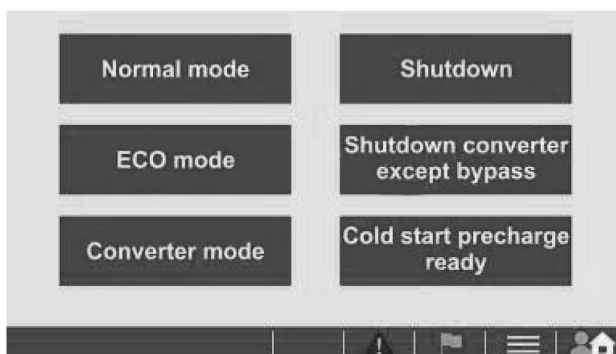 Normal mode
Shutdown
ECO mode
Shutdown converter
except bypass
Converter mode
Cold start precharge
ready